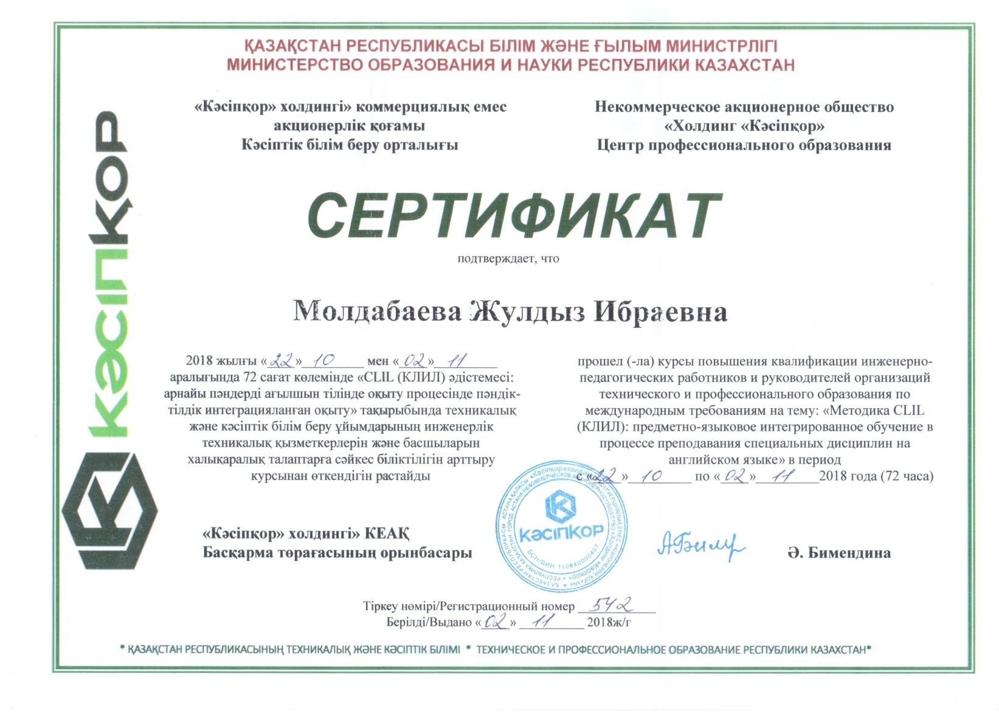 ҚАЗАҚСТАН РЕСПУБЛИКАСЫ БІЛІМ ЖӘНЕ ҒЫЛЫМ МИНИСТРЛІГІ
МИНИСТЕРСТВО ОБРАЗОВАНИЯ И НАУКИ РЕСПУБЛИКИ КАЗАХСТАН
«Кәсіпқор» холдингі» коммерциялық емес
акционерлік қоғамы
Кәсіптік білім беру орталығы
Некоммерческое акционерное общество
«Холдинг «Кәсіпқор»
Центр профессионального образования
КӘСІПҚОР
СЕРТИФИКАТ
подтверждает, что
Молдабаева Жулдыз Ибраевна
2018 жылғы «22» 10 мен «02» 11
аралығында 72 сағат көлемінде «CLIL (КЛИЛ) әдістемесі:
арнайы пәндерді ағылшын тілінде оқыту процесінде пәндік-
тілдік интеграцияланған оқыту» тақырыбында техникалық
және кәсіптік білім беру ұйымдарының инженерлік
техникалық қызметкерлерін және басшыларын
халықаралық талаптарға сәйкес біліктілігін арттыру
курсынан өткендігін растайды
прошел (-ла) курсы повышения квалификации инженерно-
педагогических работников и руководителей организаций
технического и профессионального образования по
международным требованиям на тему: «Методика CLIL
(КЛИЛ): предметно-языковое интегрированное обучение в
процессе преподавания специальных дисциплин на
английском языке» в период
с «22» 10 по «02» 11 2018 года (72 часа)
«Кәсіпқор» холдингі» КЕАҚ
Басқарма төрағасының орынбасары
КӘСІПҚОР
БСН/БИН 110840000407
Ә. Бимендина
Тіркеу нөмірі/Регистрационный номер 542
Берілді/Выдано «02» 11 2018ж/г
* ҚАЗАҚСТАН РЕСПУБЛИКАСЫНЫҢ ТЕХНИКАЛЫҚ ЖӘНЕ КӘСІПТІК БІЛІМІ * ТЕХНИЧЕСКОЕ И ПРОФЕССИОНАЛЬНОЕ ОБРАЗОВАНИЕ РЕСПУБЛИКИ КАЗАХСТАН*